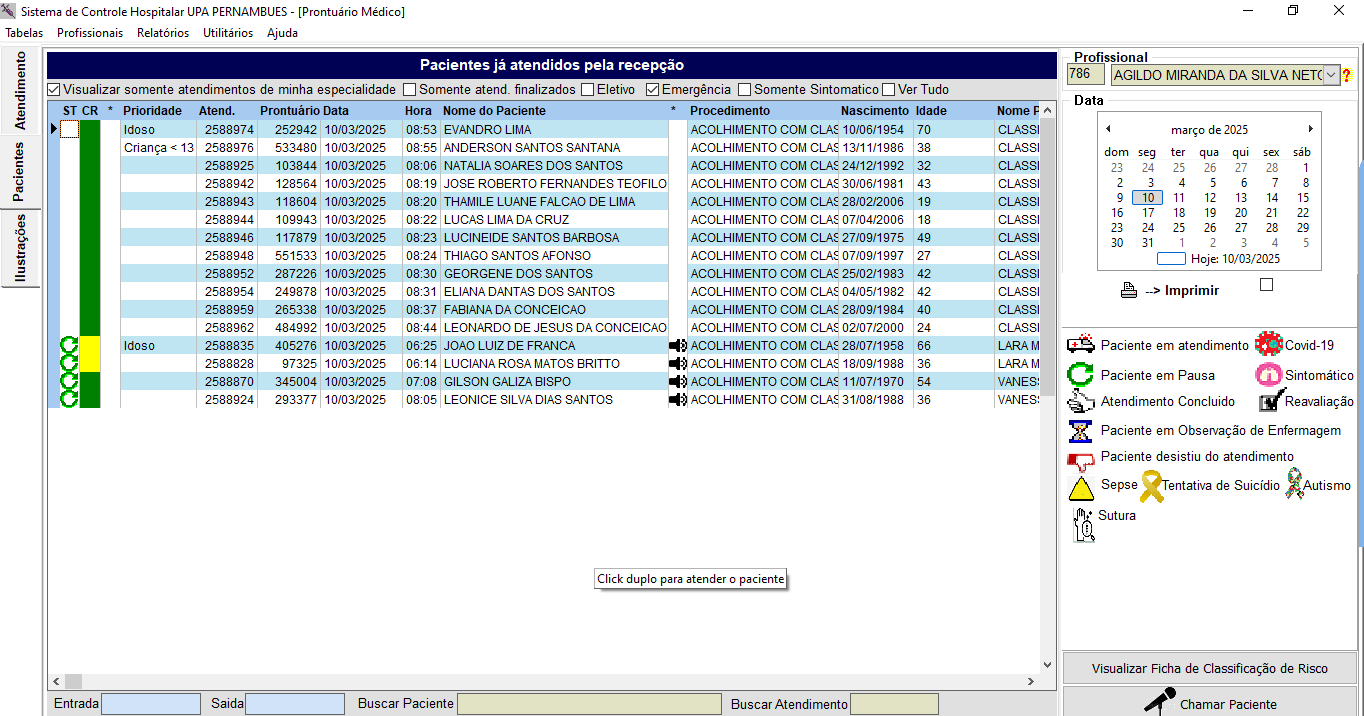 Sistema de Controle Hospitalar UPA PERNAMBUES - [Prontuário Médico]
Tabelas Profissionais Relatórios Utilitários Ajuda
Atendimento
Pacientes
Ilustrações
Pacientes já atendidos pela recepção
Visualizar somente atendimentos de minha especialidade Somente atend. finalizados Eletivo Emergência Somente Sintomatico Ver Tudo
ST CR * Prioridade Atend. Prontuário Data Hora Nome do Paciente * Procedimento Nascimento Idade Nome P
Idoso 2588974 252942 10/03/2025 08:53 EVANDRO LIMA ACOLHIMENTO COM CLAS 10/06/1954 70 CLASSI
Criança < 13 2588976 533480 10/03/2025 08:55 ANDERSON SANTOS SANTANA ACOLHIMENTO COM CLAS 13/11/1986 38 CLASSI
2588925 103844 10/03/2025 08:06 NATALIA SOARES DOS SANTOS ACOLHIMENTO COM CLAS 24/12/1992 32 CLASSI
2588942 128564 10/03/2025 08:19 JOSE ROBERTO FERNANDES TEOFILO ACOLHIMENTO COM CLAS 30/06/1981 43 CLASSI
2588943 118604 10/03/2025 08:20 THAMILE LUANE FALCAO DE LIMA ACOLHIMENTO COM CLAS 28/02/2006 19 CLASSI
2588944 109943 10/03/2025 08:22 LUCAS LIMA DA CRUZ ACOLHIMENTO COM CLAS 07/04/2006 18 CLASSI
2588946 117879 10/03/2025 08:23 LUCINEIDE SANTOS BARBOSA ACOLHIMENTO COM CLAS 27/09/1975 49 CLASSI
2588948 551533 10/03/2025 08:24 THIAGO SANTOS AFONSO ACOLHIMENTO COM CLAS 07/09/1997 27 CLASSI
2588952 287226 10/03/2025 08:30 GEORGENE DOS SANTOS ACOLHIMENTO COM CLAS 25/02/1983 42 CLASSI
2588954 249878 10/03/2025 08:31 ELIANA DANTAS DOS SANTOS ACOLHIMENTO COM CLAS 04/05/1982 42 CLASSI
2588959 265338 10/03/2025 08:37 FABIANA DA CONCEICAO ACOLHIMENTO COM CLAS 28/09/1984 40 CLASSI
2588962 484992 10/03/2025 08:44 LEONARDO DE JESUS DA CONCEICAO ACOLHIMENTO COM CLAS 02/07/2000 24 CLASSI
Idoso 2588835 405276 10/03/2025 06:25 JOAO LUIZ DE FRANCA ACOLHIMENTO COM CLAS 28/07/1958 66 LARA M
2588828 97325 10/03/2025 06:14 LUCIANA ROSA MATOS BRITTO ACOLHIMENTO COM CLAS 18/09/1988 36 LARA M
2588870 345004 10/03/2025 07:08 GILSON GALIZA BISPO ACOLHIMENTO COM CLAS 11/07/1970 54 VANESS
2588924 293377 10/03/2025 08:05 LEONICE SILVA DIAS SANTOS ACOLHIMENTO COM CLAS 31/08/1988 36 VANESS
Click duplo para atender o paciente
Entrada Saida Buscar Paciente Buscar Atendimento
Profissional
786 AGILDO MIRANDA DA SILVA NETO ?
Data
março de 2025
dom seg ter qua qui sex sáb
23 24 25 26 27 28 1
2 3 4 5 6 7 8
9 10 11 12 13 14 15
16 17 18 19 20 21 22
23 24 25 26 27 28 29
30 31 1 2 3 4 5
Hoje: 10/03/2025
--> Imprimir
Paciente em atendimento Covid-19
Paciente em Pausa Sintomático
Atendimento Concluido Reavaliação
Paciente em Observação de Enfermagem
Paciente desistiu do atendimento
Sepse Tentativa de Suicídio Autismo
Sutura
Visualizar Ficha de Classificação de Risco
Chamar Paciente